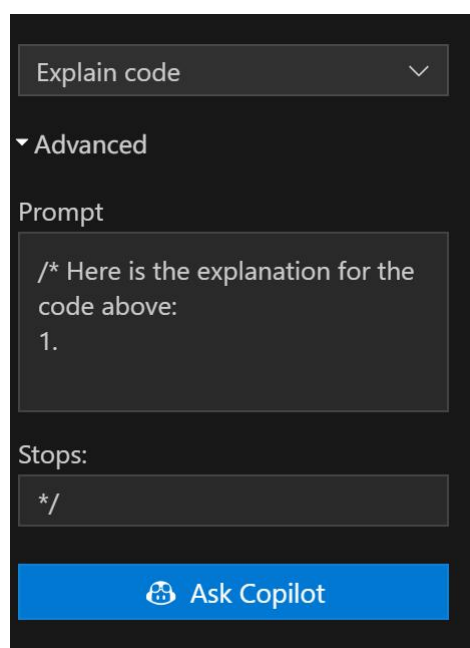 Explain code
Advanced
Prompt
/* Here is the explanation for the
code above:
1.
Stops:
*/
Ask Copilot